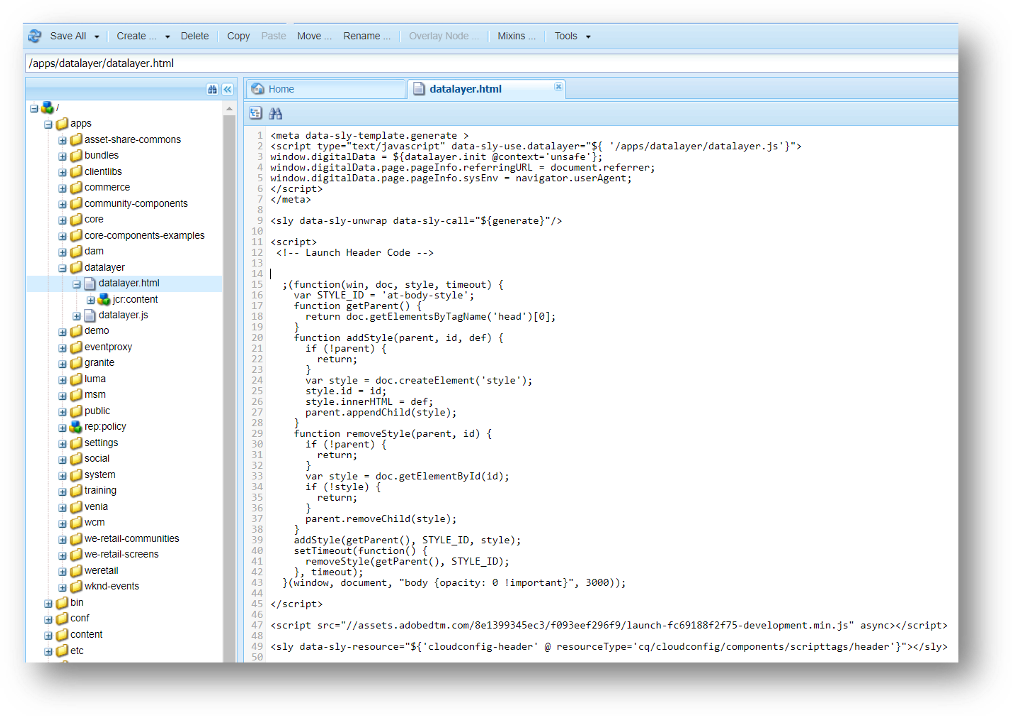 Save All Create ... Delete Copy Paste Move ... Rename ... Overlay Node ... Mixins ... Tools
/apps/datalayer/datalayer.html
/
apps
asset-share-commons
bundles
clientlibs
commerce
community-components
core
core-components-examples
dam
datalayer
datalayer.html
jcr:content
datalayer.js
demo
eventproxy
granite
luma
msm
public
rep:policy
settings
social
system
training
venia
wcm
we-retail-communities
we-retail-screens
weretail
wknd-events
bin
conf
content
etc
Home datalayer.html
1 <meta data-sly-template.generate >
2 <script type="text/javascript" data-sly-use.datalayer="${ '/apps/datalayer/datalayer.js'}">
3 window.digitalData = ${datalayer.init @context='unsafe'};
4 window.digitalData.page.pageInfo.referringURL = document.referrer;
5 window.digitalData.page.pageInfo.sysEnv = navigator.userAgent;
6 </script>
7 </meta>
8
9 <sly data-sly-unwrap data-sly-call="${generate}"/>
10
11 <script>
12 <!-- Launch Header Code -->
13
14
15 ;(function(win, doc, style, timeout) {
16 var STYLE_ID = 'at-body-style';
17 function getParent() {
18 return doc.getElementsByTagName('head')[0];
19 }
20 function addStyle(parent, id, def) {
21 if (!parent) {
22 return;
23 }
24 var style = doc.createElement('style');
25 style.id = id;
26 style.innerHTML = def;
27 parent.appendChild(style);
28 }
29 function removeStyle(parent, id) {
30 if (!parent) {
31 return;
32 }
33 var style = doc.getElementById(id);
34 if (!style) {
35 return;
36 }
37 parent.removeChild(style);
38 }
39 addStyle(getParent(), STYLE_ID, style);
40 setTimeout(function() {
41 removeStyle(getParent(), STYLE_ID);
42 }, timeout);
43 }(window, document, "body {opacity: 0 !important}", 3000));
44
45 </script>
46
47 <script src="//assets.adobedtm.com/8e1399345ec3/f093eef296f9/launch-fc69188f2f75-development.min.js" async></script>
48
49 <sly data-sly-resource="${'cloudconfig-header' @ resourceType='cq/cloudconfig/components/scripttags/header'}"></sly>
50